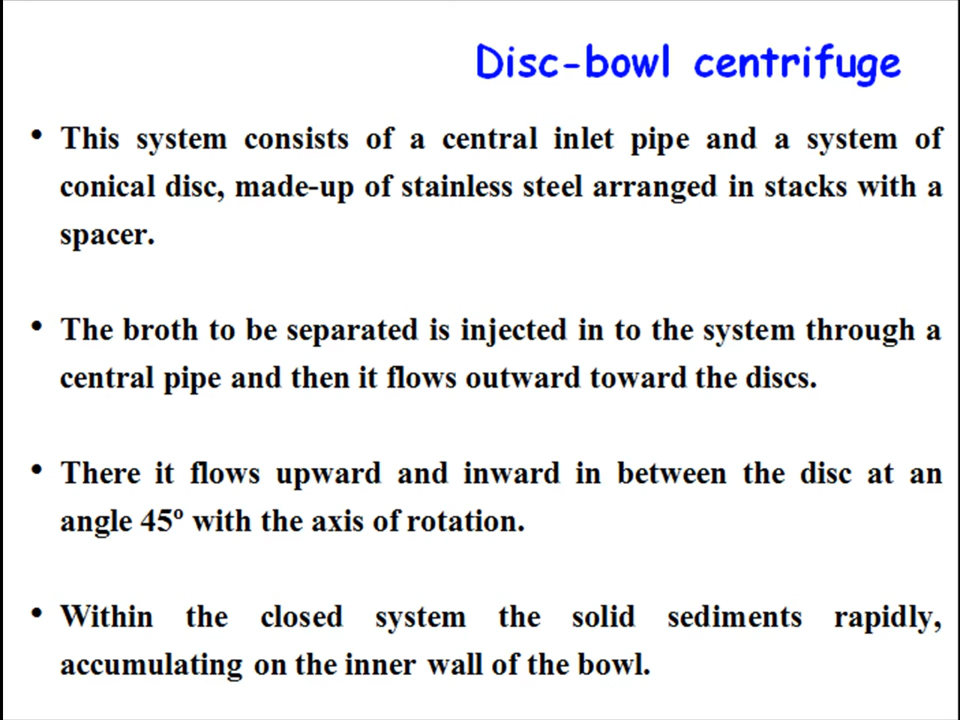 Disc-bowl centrifuge
• This system consists of a central inlet pipe and a system of
conical disc, made-up of stainless steel arranged in stacks with a
spacer.
• The broth to be separated is injected in to the system through a
central pipe and then it flows outward toward the discs.
• There it flows upward and inward in between the disc at an
angle 45º with the axis of rotation.
• Within the closed system the solid sediments rapidly,
accumulating on the inner wall of the bowl.